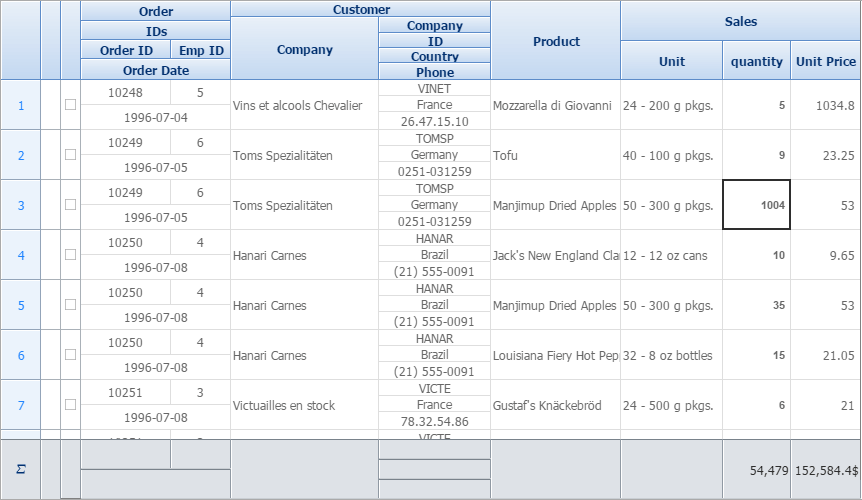 Order Customer Sales
IDs Company
Order ID Emp ID Company ID Product Unit quantity Unit Price
Order Date Country
Phone
1 10248 5 Vins et alcools Chevalier VINET Mozzarella di Giovanni 24 - 200 g pkgs. 5 1034.8
France
1996-07-04 26.47.15.10
2 10249 6 Toms Spezialitäten TOMSP Tofu 40 - 100 g pkgs. 9 23.25
Germany
1996-07-05 0251-031259
3 10249 6 Toms Spezialitäten TOMSP Manjimup Dried Apples 50 - 300 g pkgs. 1004 53
Germany
1996-07-05 0251-031259
4 10250 4 Hanari Carnes HANAR Jack's New England 12 - 12 oz cans 10 9.65
Brazil
1996-07-08 (21) 555-0091
5 10250 4 Hanari Carnes HANAR Manjimup Dried Apples 50 - 300 g pkgs. 35 53
Brazil
1996-07-08 (21) 555-0091
6 10250 4 Hanari Carnes HANAR Louisiana Fiery Hot Pep 32 - 8 oz bottles 15 21.05
Brazil
1996-07-08 (21) 555-0091
7 10251 3 Victuailles en stock VICTE Gustaf's Knäckebröd 24 - 500 g pkgs. 6 21
France
1996-07-08 78.32.54.86
VICTE
Σ 54,479 152,584.4$